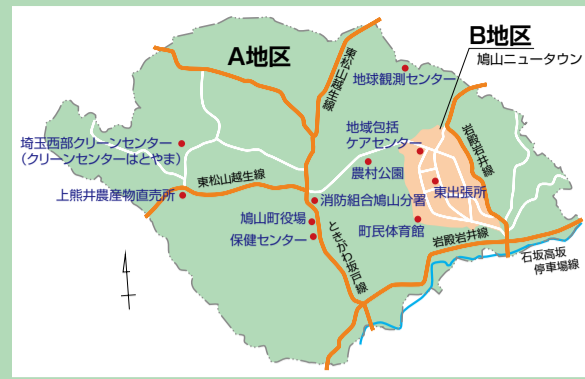 A地区
B地区
鳩山ニュータウン
東松山越生線
地球観測センター
岩殿岩井線
地域包括
ケアセンター
埼玉西部クリーンセンター
(クリーンセンターはとやま)
農村公園
東松山越生線
東出張所
上熊井農産物直売所
消防組合鳩山分署
鳩山町役場
町民体育館
保健センター
ときがわ坂戸線
岩殿岩井線
石坂高坂
停車場線